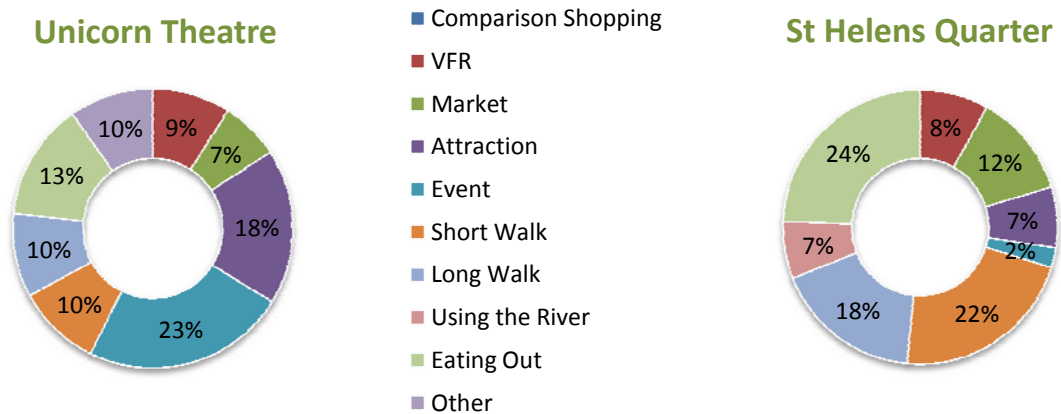 Unicorn Theatre
10%
9%
7%
13%
18%
10%
10%
23%
Comparison Shopping
VFR
Market
Attraction
Event
Short Walk
Long Walk
Using the River
Eating Out
Other
St Helens Quarter
8%
24%
12%
7%
2%
7%
18%
22%